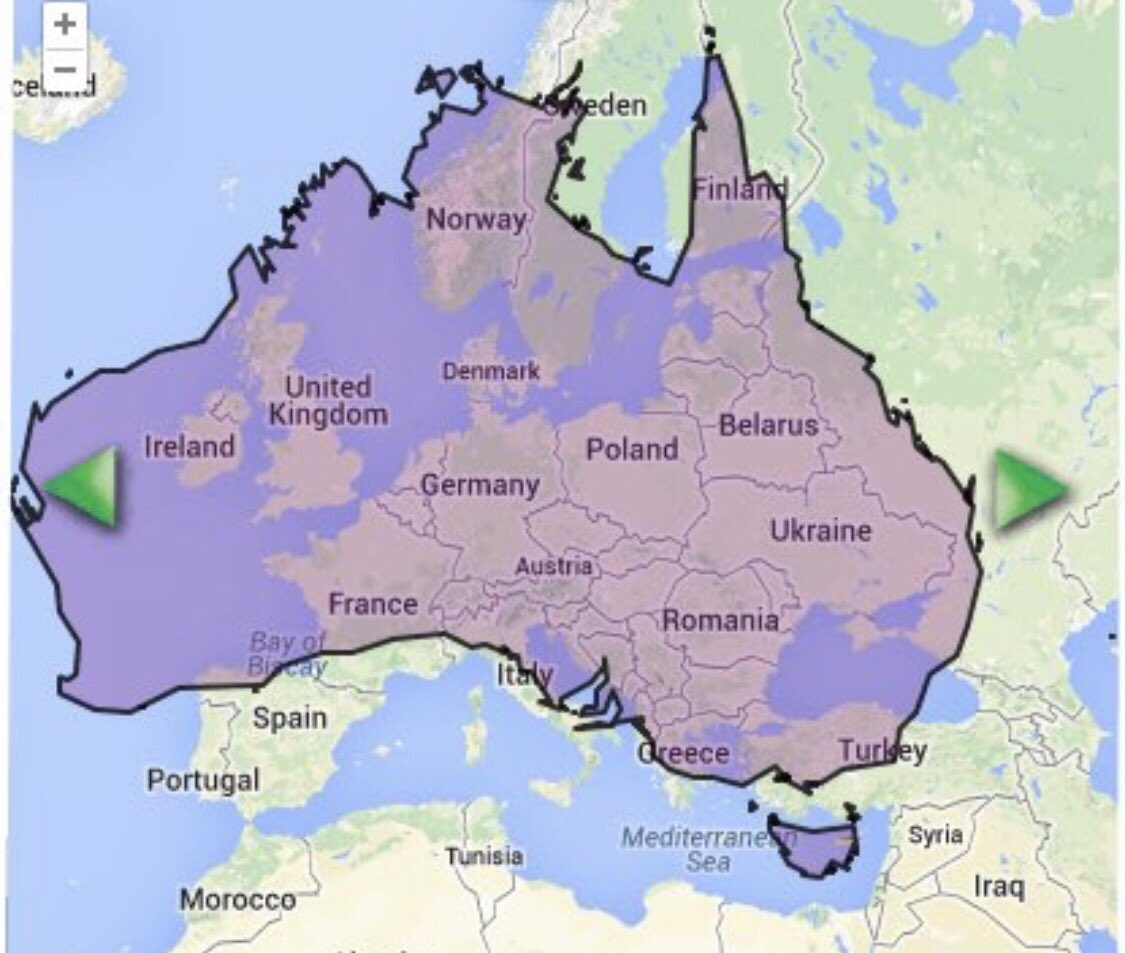 +
−
celand
Sweden
Finland
Norway
Denmark
United
Kingdom
Belarus
Ireland
Poland
Germany
Ukraine
Austria
France
Romania
Bay of
Biscay
Italy
Spain
Greece
Turkey
Portugal
Mediterranean
Sea
Syria
Tunisia
Iraq
Morocco